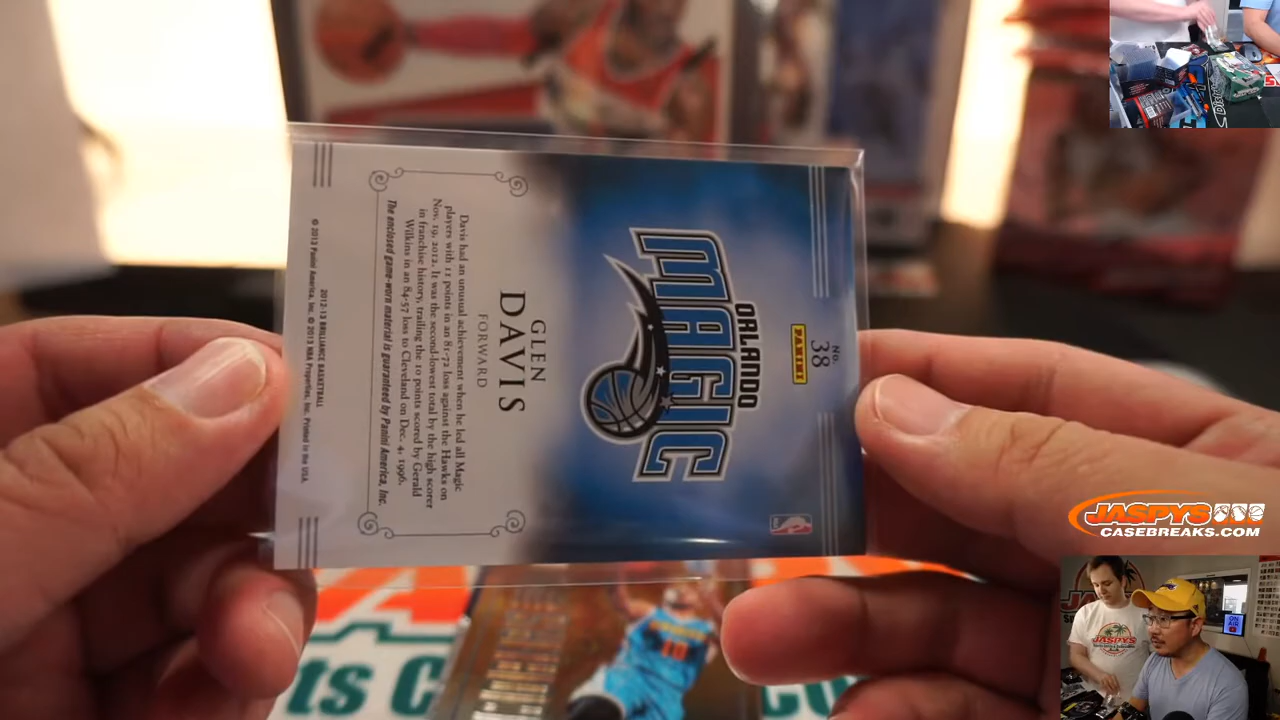 NO.
38
PANINI
ORLANDO
MAGIC
GLEN
DAVIS
FORWARD
Davis had an unusual achievement when he led all Magic
players with 11 points in an 81-72 loss against the Hawks on
Nov. 19, 2012. It was the second-lowest total by the high scorer
in franchise history, trailing the 10 points scored by Gerald
Wilkins in an 84-57 loss to Cleveland on Dec. 4, 1996.
The enclosed game-worn material is guaranteed by Panini America, Inc.
2012-13 BRILLIANCE BASKETBALL
© 2013 Panini America, Inc. © 2013 NBA Properties, Inc. Printed in the USA.
JASPYS
CASEBREAKS.COM
ON
AIR